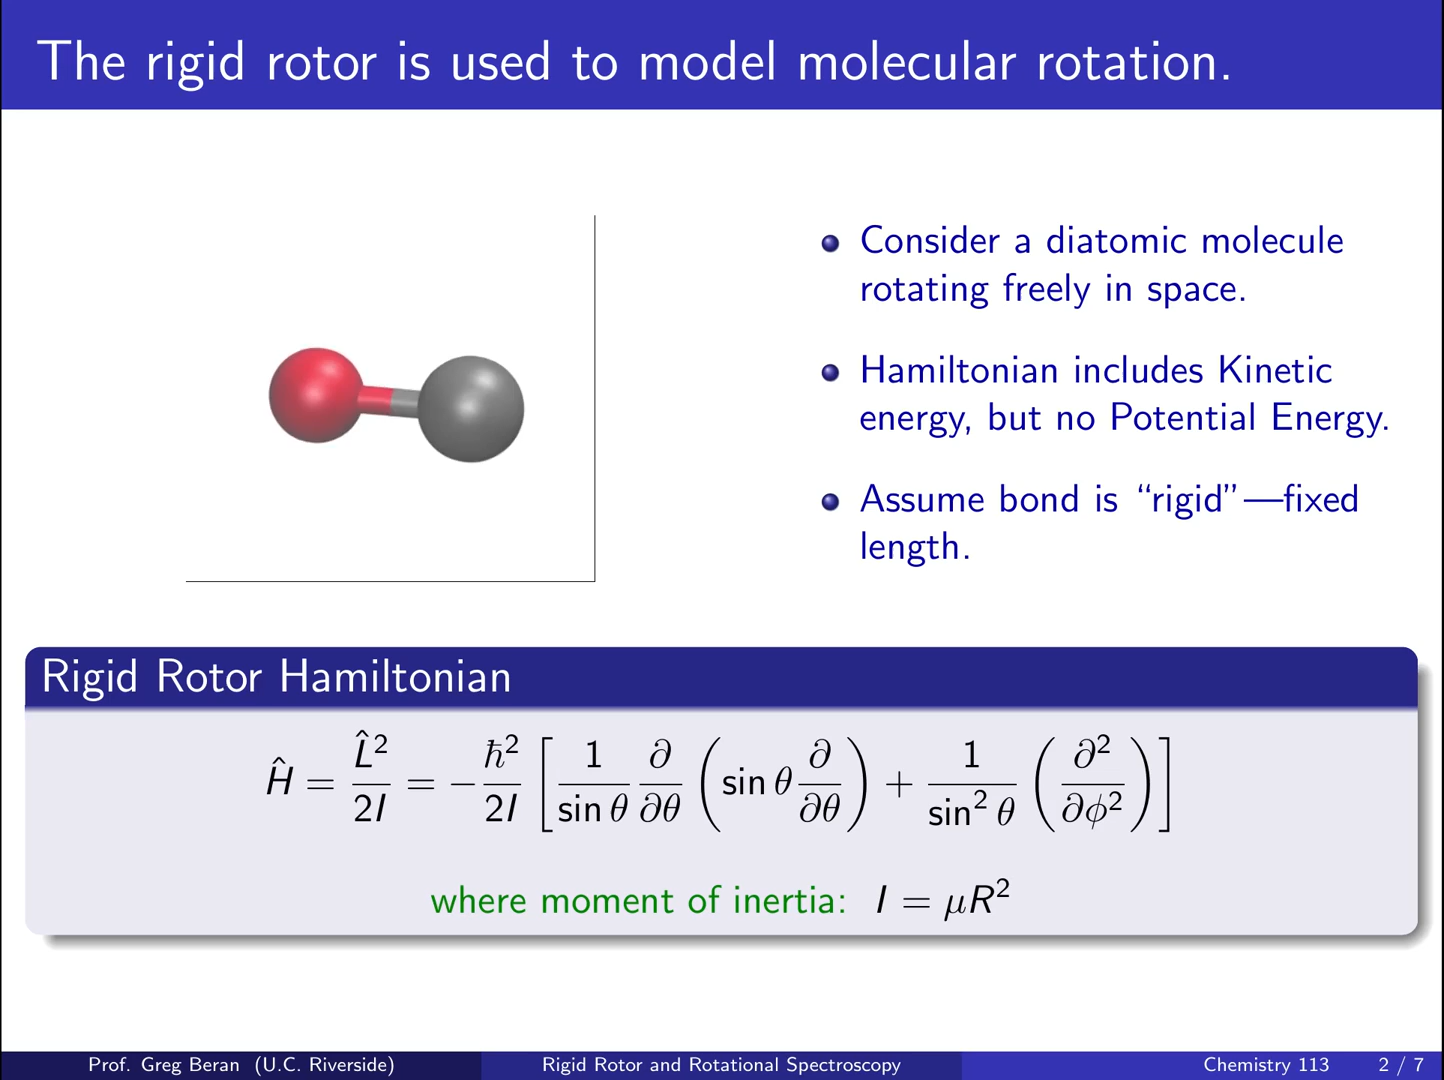 The rigid rotor is used to model molecular rotation.
Consider a diatomic molecule
rotating freely in space.
Hamiltonian includes Kinetic
energy, but no Potential Energy.
Assume bond is “rigid”—fixed
length.
Rigid Rotor Hamiltonian
Ĥ = L̂²/2I = −ħ²/2I [ 1/sin θ ∂/∂θ ( sin θ ∂/∂θ ) + 1/sin² θ ( ∂²/∂ϕ² ) ]
where moment of inertia: I = μR²
Prof. Greg Beran (U.C. Riverside) Rigid Rotor and Rotational Spectroscopy Chemistry 113 2 / 7